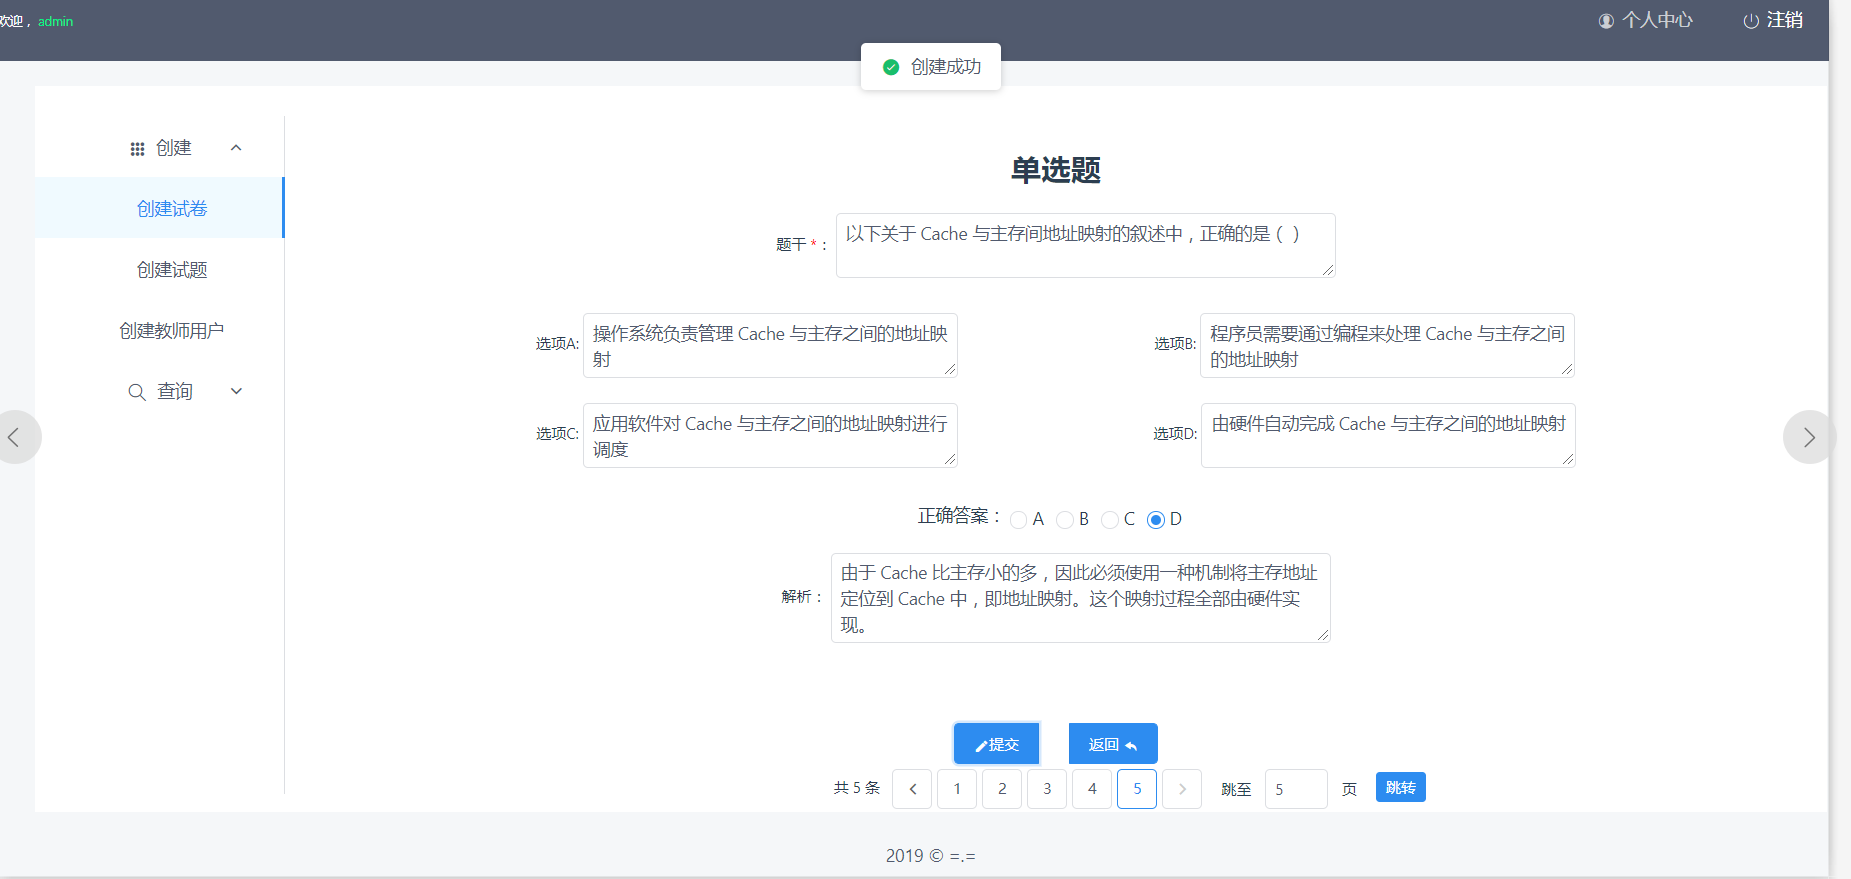 欢迎， admin
个人中心
注销
创建成功
创建
创建试卷
创建试题
创建教师用户
查询
单选题
题干 * ：
以下关于 Cache 与主存间地址映射的叙述中，正确的是（ ）
选项A:
操作系统负责管理 Cache 与主存之间的地址映
射
选项B:
程序员需要通过编程来处理 Cache 与主存之间
的地址映射
选项C:
应用软件对 Cache 与主存之间的地址映射进行
调度
选项D:
由硬件自动完成 Cache 与主存之间的地址映射
正确答案： A B C D
解析：
由于 Cache 比主存小的多，因此必须使用一种机制将主存地址
定位到 Cache 中，即地址映射。这个映射过程全部由硬件实
现。
提交
返回
共 5 条 1 2 3 4 5 跳至 5 页 跳转
2019 © =.=